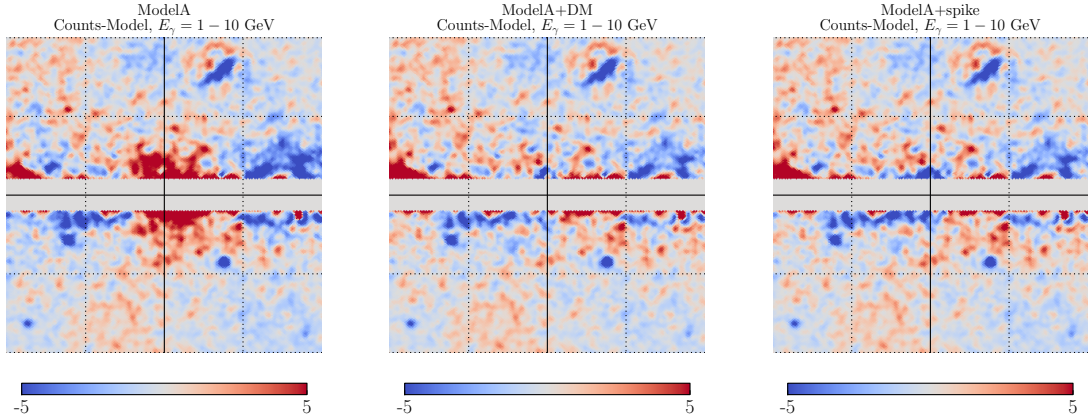 ModelA
Counts-Model, $E_\gamma = 1 - 10$ GeV
ModelA+DM
Counts-Model, $E_\gamma = 1 - 10$ GeV
ModelA+spike
Counts-Model, $E_\gamma = 1 - 10$ GeV
-5 5
-5 5
-5 5